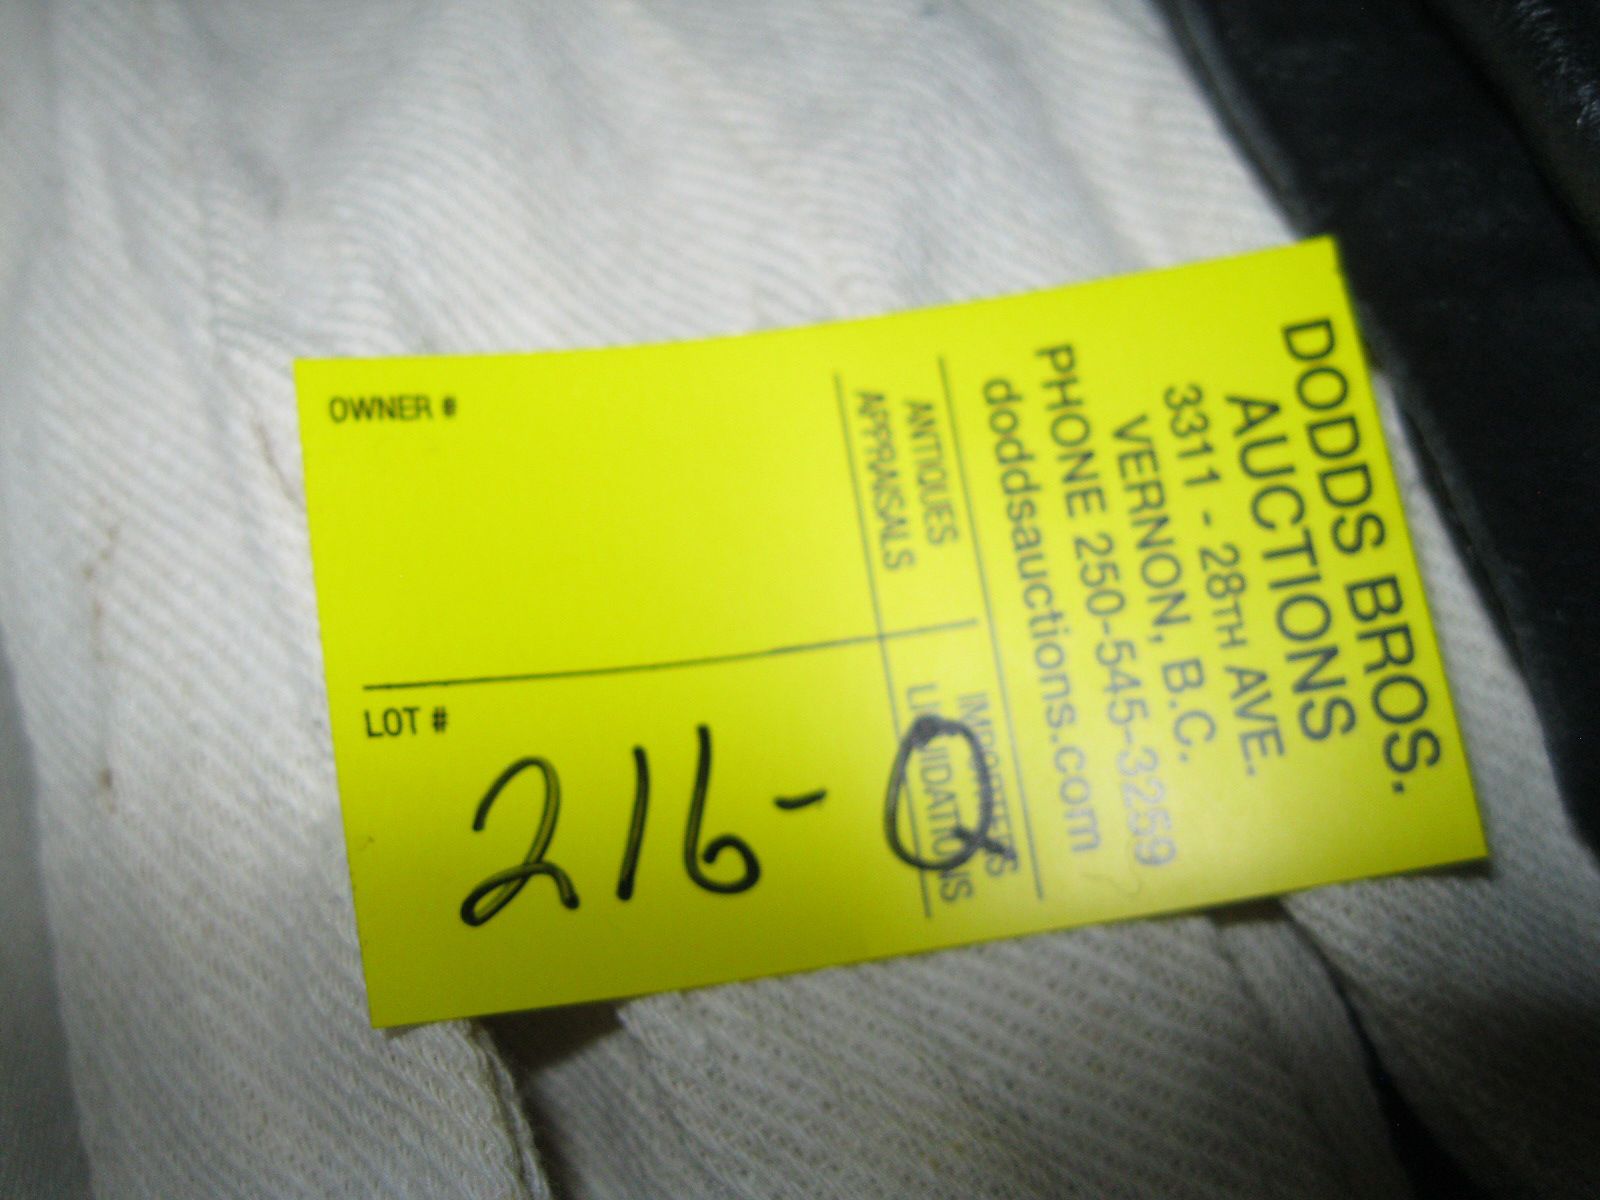 DODDS BROS.
AUCTIONS
3311 - 28TH AVE.
VERNON, B.C.
PHONE 250-545-3259
doddsauctions.com
ANTIQUES IMPORTERS
APPRAISALS LIQUIDATIONS
OWNER #
LOT #
216-Q